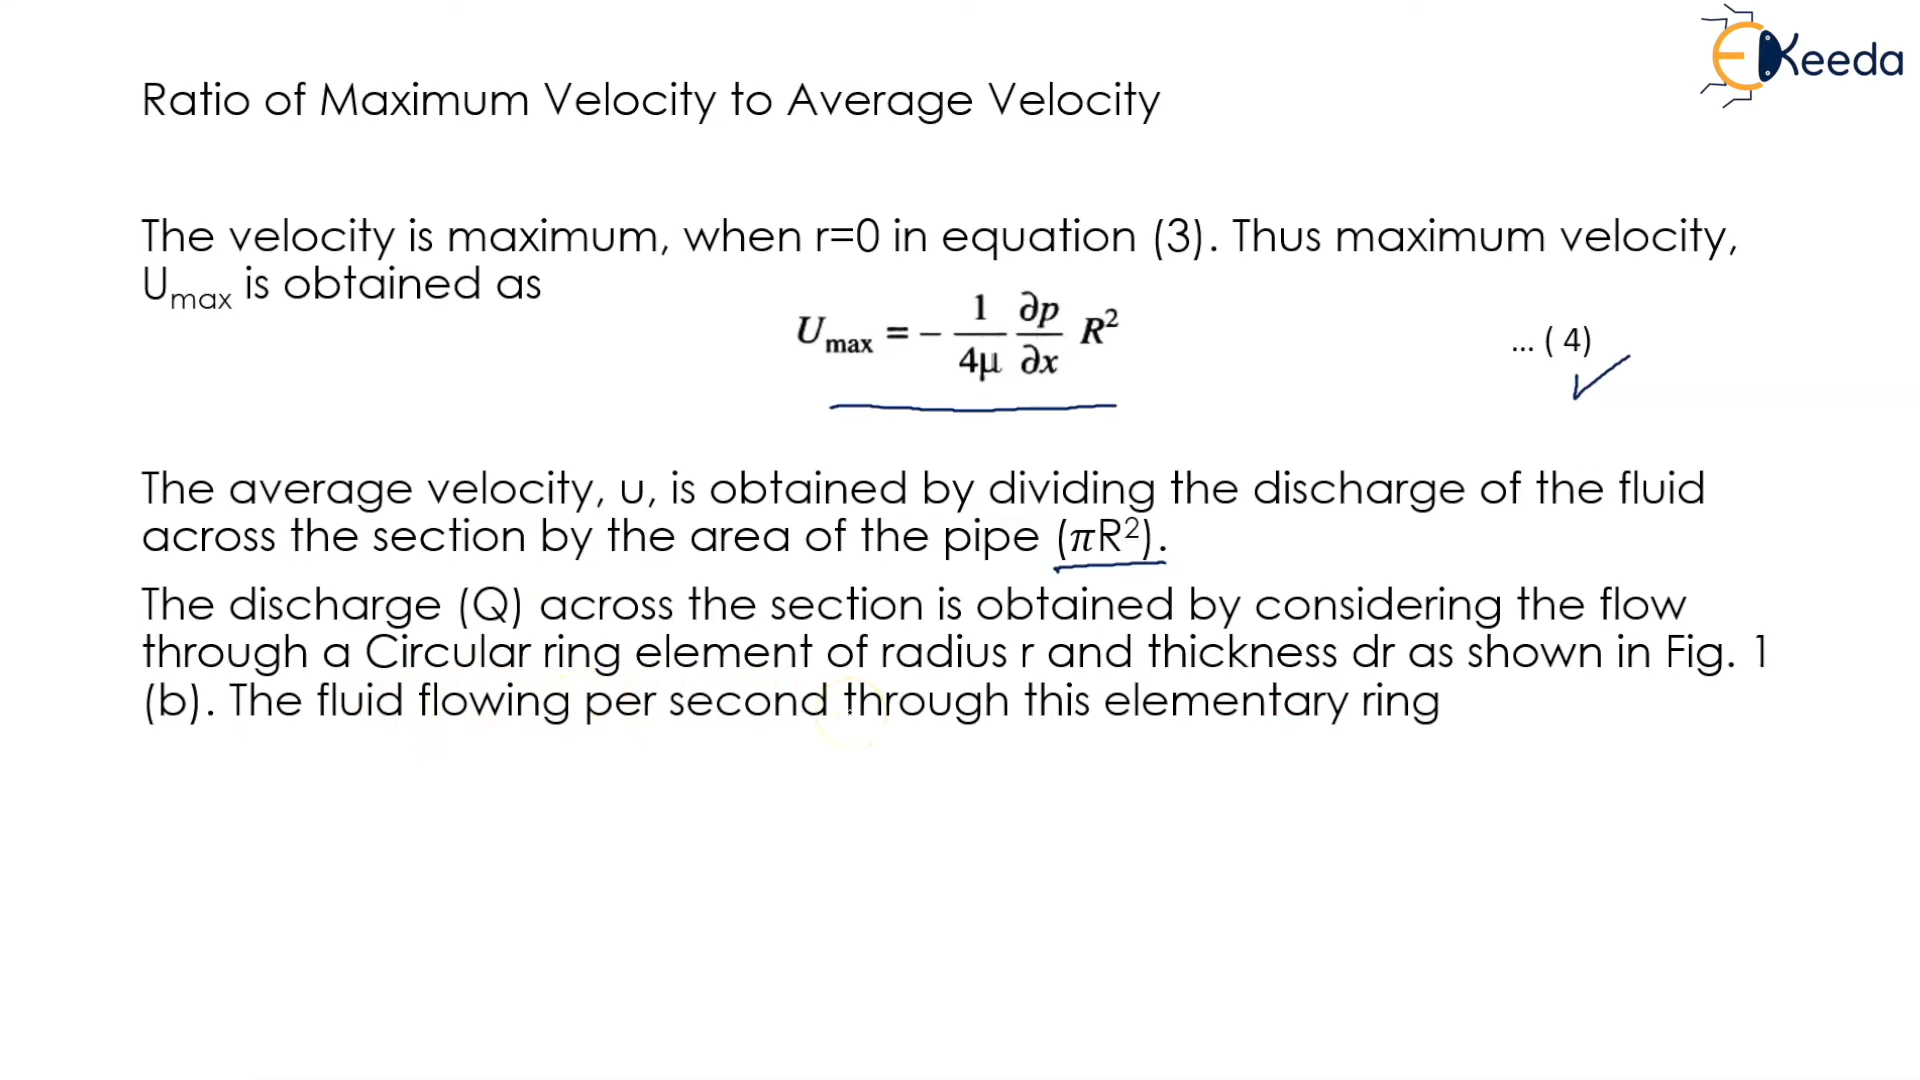 EKeeda
Ratio of Maximum Velocity to Average Velocity
The velocity is maximum, when r=0 in equation (3). Thus maximum velocity,
Umax is obtained as
Umax = − 1/4μ ∂p/∂x R² ... ( 4)
The average velocity, u, is obtained by dividing the discharge of the fluid
across the section by the area of the pipe (πR²).
The discharge (Q) across the section is obtained by considering the flow
through a Circular ring element of radius r and thickness dr as shown in Fig. 1
(b). The fluid flowing per second through this elementary ring